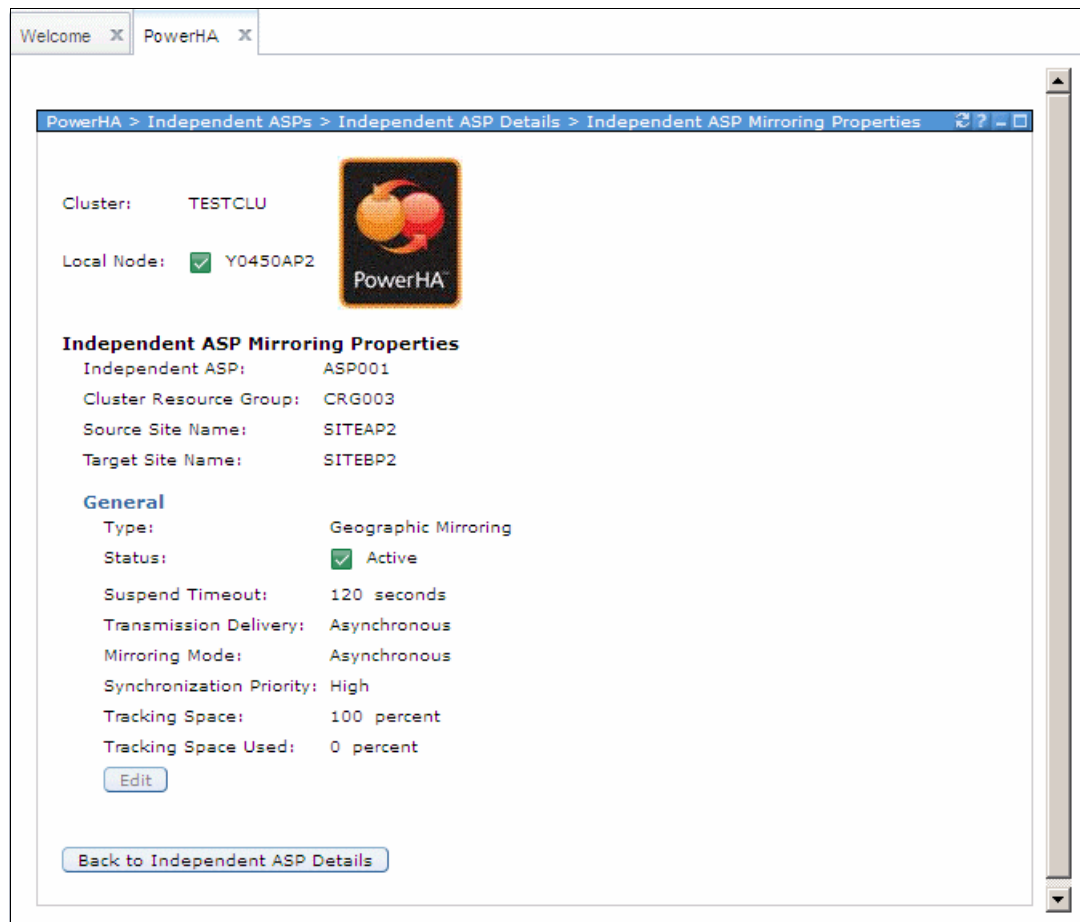 Welcome X PowerHA X
PowerHA > Independent ASPs > Independent ASP Details > Independent ASP Mirroring Properties ?
Cluster: TESTCLU
Local Node: Y0450AP2
PowerHA™
Independent ASP Mirroring Properties
Independent ASP: ASP001
Cluster Resource Group: CRG003
Source Site Name: SITEAP2
Target Site Name: SITEBP2
General
Type: Geographic Mirroring
Status: Active
Suspend Timeout: 120 seconds
Transmission Delivery: Asynchronous
Mirroring Mode: Asynchronous
Synchronization Priority: High
Tracking Space: 100 percent
Tracking Space Used: 0 percent
Edit
Back to Independent ASP Details